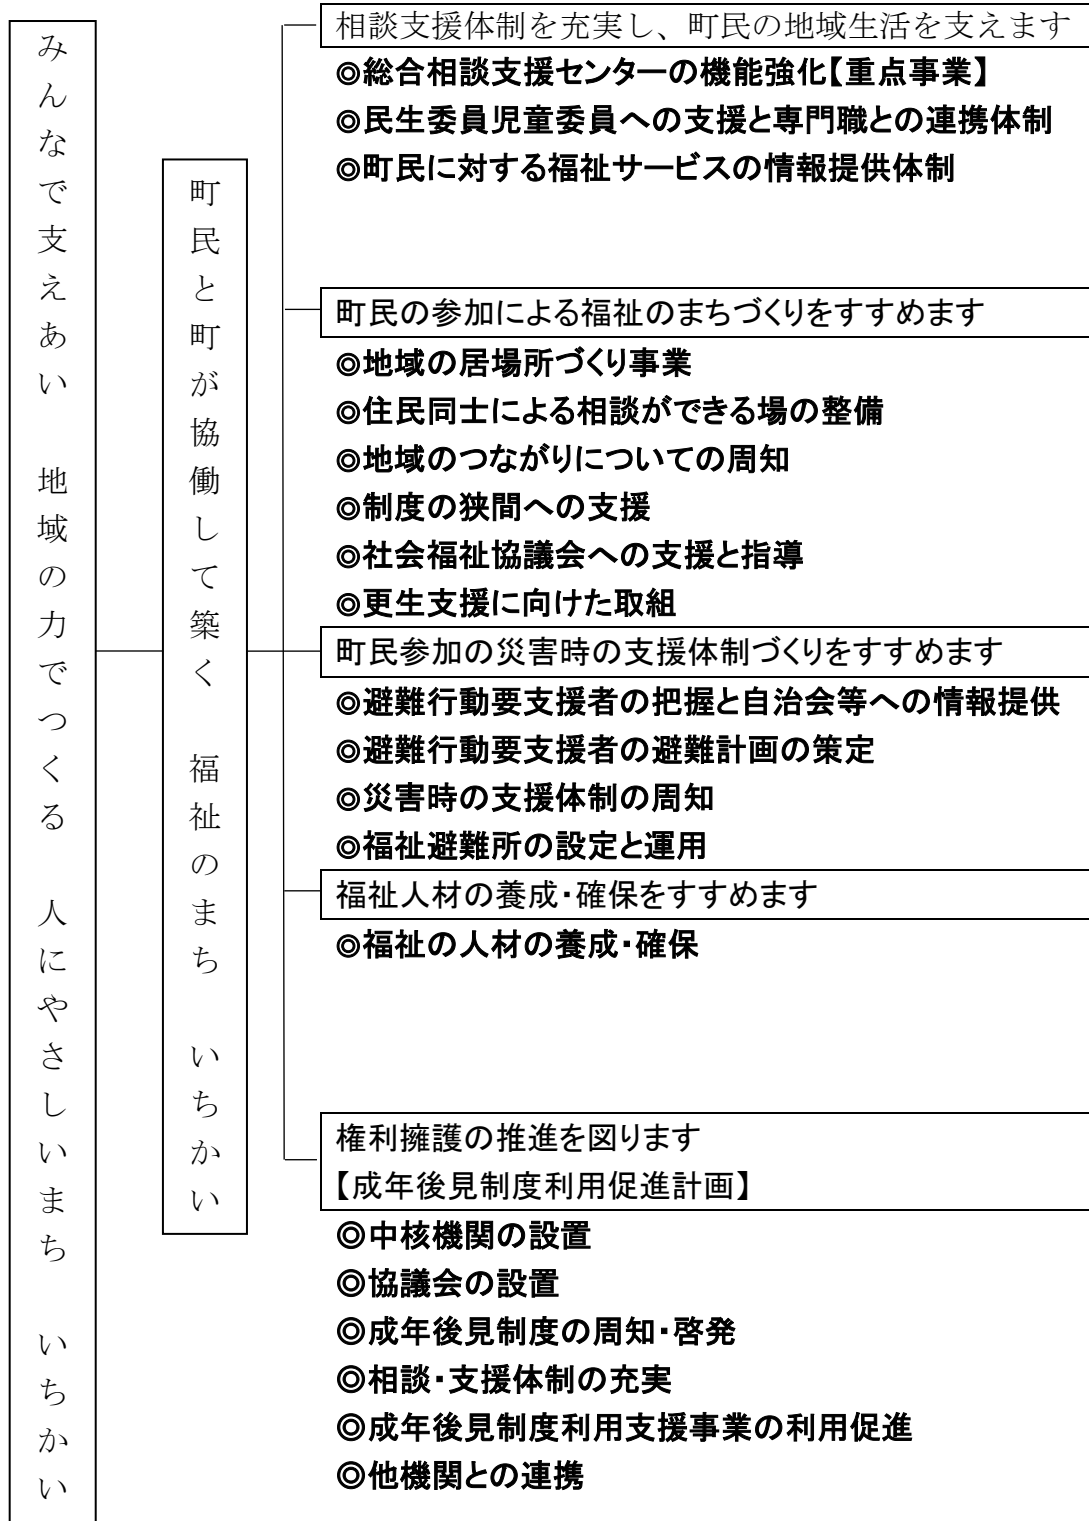 みんなで支えあい　地域の力でつくる　人にやさしいまち　いちかい
町民と町が協働して築く　福祉のまち　いちかい
相談支援体制を充実し、町民の地域生活を支えます
◎総合相談支援センターの機能強化【重点事業】
◎民生委員児童委員への支援と専門職との連携体制
◎町民に対する福祉サービスの情報提供体制
町民の参加による福祉のまちづくりをすすめます
◎地域の居場所づくり事業
◎住民同士による相談ができる場の整備
◎地域のつながりについての周知
◎制度の狭間への支援
◎社会福祉協議会への支援と指導
◎更生支援に向けた取組
町民参加の災害時の支援体制づくりをすすめます
◎避難行動要支援者の把握と自治会等への情報提供
◎避難行動要支援者の避難計画の策定
◎災害時の支援体制の周知
◎福祉避難所の設定と運用
福祉人材の養成・確保をすすめます
◎福祉の人材の養成・確保
権利擁護の推進を図ります
【成年後見制度利用促進計画】
◎中核機関の設置
◎協議会の設置
◎成年後見制度の周知・啓発
◎相談・支援体制の充実
◎成年後見制度利用支援事業の利用促進
◎他機関との連携